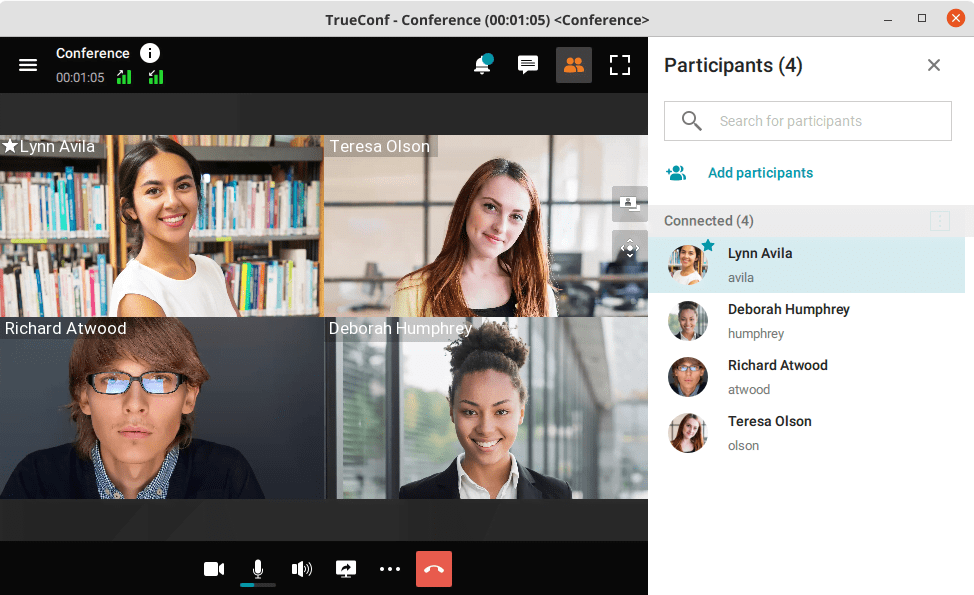 TrueConf - Conference (00:01:05) <Conference>
Conference
00:01:05
Lynn Avila
Teresa Olson
Richard Atwood
Deborah Humphrey
Participants (4)
Search for participants
Add participants
Connected (4)
Lynn Avila
avila
Deborah Humphrey
humphrey
Richard Atwood
atwood
Teresa Olson
olson